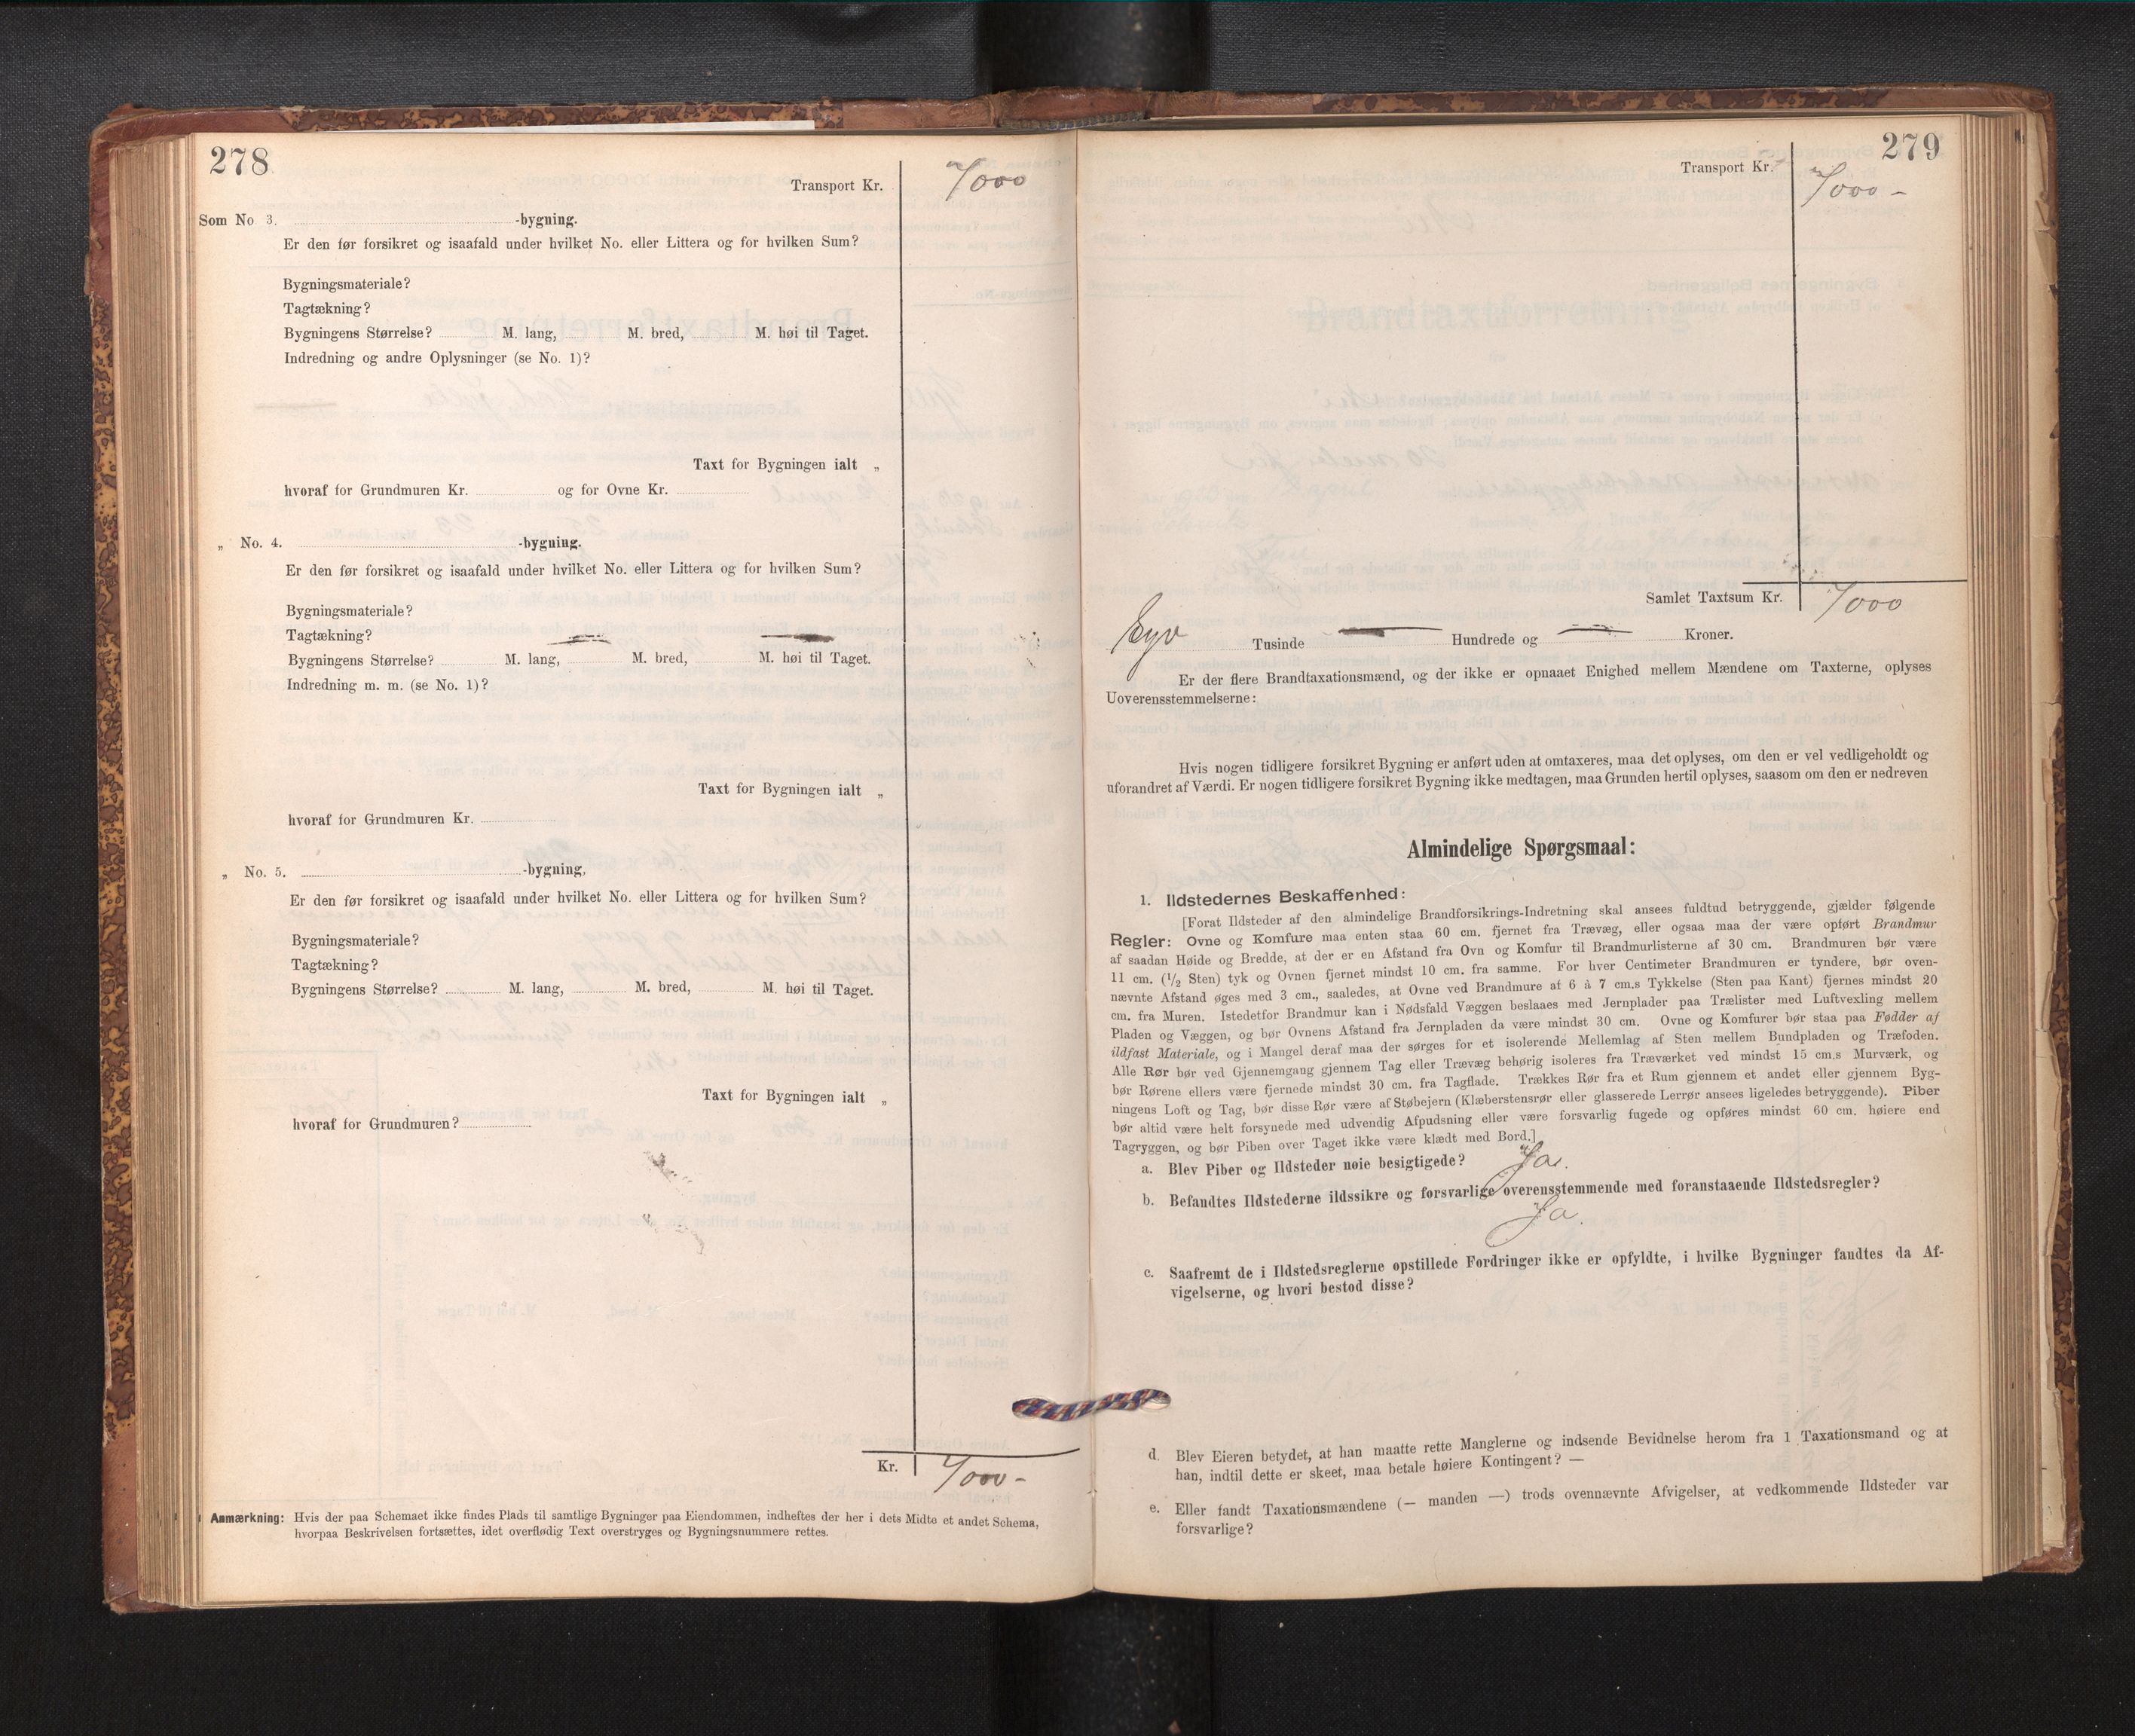 278
Transport Kr. 7000
Som No 3. -bygning.
Er den før forsikret og isaafald under hvilket No. eller Littera og for hvilken Sum?
Bygningsmateriale?
Tagtækning?
Bygningens Størrelse? M. lang, M. bred, M. høi til Taget.
Indredning og andre Oplysninger (se No. 1)?
Taxt for Bygningen ialt „
hvoraf for Grundmuren Kr. og for Ovne Kr.
„ No. 4. -bygning.
Er den før forsikret og isaafald under hvilket No. eller Littera og for hvilken Sum?
Bygningsmateriale?
Tagtækning?
Bygningens Størrelse? M. lang, M. bred, M. høi til Taget.
Indredning m. m. (se No. 1)?
Taxt for Bygningen ialt „
hvoraf for Grundmuren Kr.
„ No. 5. -bygning,
Er den før forsikret og isaafald under hvilket No. eller Littera og for hvilken Sum?
Bygningsmateriale?
Tagtækning?
Bygningens Størrelse? M. lang, M. bred, M. høi til Taget.
Taxt for Bygningen ialt „
hvoraf for Grundmuren?
Kr. 7000-
Anmærkning: Hvis der paa Schemaet ikke findes Plads til samtlige Bygninger paa Eiendommen, indheftes der her i dets Midte et andet Schema,
hvorpaa Beskrivelsen fortsættes, idet overflødig Text overstryges og Bygningsnummere rettes.
279
Transport Kr. 7000-
Samlet Taxtsum Kr. 7000
Syv Tusinde — Hundrede og — Kroner.
Er der flere Brandtaxationsmænd, og der ikke er opnaaet Enighed mellem Mændene om Taxterne, oplyses
Uoverensstemmelserne:
Hvis nogen tidligere forsikret Bygning er anført uden at omtaxeres, maa det oplyses, om den er vel vedligeholdt og
uforandret af Værdi. Er nogen tidligere forsikret Bygning ikke medtagen, maa Grunden hertil oplyses, saasom om den er nedreven
Almindelige Spørgsmaal:
1. Ildstedernes Beskaffenhed:
[Forat Ildsteder af den almindelige Brandforsikrings-Indretning skal ansees fuldtud betryggende, gjælder følgende
Regler: Ovne og Komfure maa enten staa 60 cm. fjernet fra Trævæg, eller ogsaa maa der være opført Brandmur
af saadan Høide og Bredde, at der er en Afstand fra Ovn og Komfur til Brandmurlisterne af 30 cm. Brandmuren bør være
11 cm. (1/2 Sten) tyk og Ovnen fjernet mindst 10 cm. fra samme. For hver Centimeter Brandmuren er tyndere, bør oven-
nævnte Afstand øges med 3 cm., saaledes, at Ovne ved Brandmure af 6 à 7 cm.s Tykkelse (Sten paa Kant) fjernes mindst 20
cm. fra Muren. Istedetfor Brandmur kan i Nødsfald Væggen beslaaes med Jernplader paa Trælister med Luftvexling mellem
Pladen og Væggen, og bør Ovnens Afstand fra Jernpladen da være mindst 30 cm. Ovne og Komfurer bør staa paa Fødder af
ildfast Materiale, og i Mangel deraf maa der sørges for et isolerende Mellemlag af Sten mellem Bundpladen og Træfoden.
Alle Rør bør ved Gjennemgang gjennem Tag eller Trævæg behørig isoleres fra Træværket ved mindst 15 cm.s Murværk, og
bør Rørene ellers være fjernede mindst 30 cm. fra Tagflade. Trækkes Rør fra et Rum gjennem et andet eller gjennem Byg-
ningens Loft og Tag, bør disse Rør være af Støbejern (Klæberstensrør eller glasserede Lerrør ansees ligeledes betryggende). Piber
bør altid være helt forsynede med udvendig Afpudsning eller være forsvarlig fugede og opføres mindst 60 cm. høiere end
Tagryggen, og bør Piben over Taget ikke være klædt med Bord.]
a. Blev Piber og Ildsteder nøie besigtigede? Ja.
b. Befandtes Ildstederne ildssikre og forsvarlige overensstemmende med foranstaaende Ildstedsregler?
Ja.
c. Saafremt de i Ildstedsreglerne opstillede Fordringer ikke er opfyldte, i hvilke Bygninger fandtes da Af-
vigelserne, og hvori bestod disse?
d. Blev Eieren betydet, at han maatte rette Manglerne og indsende Bevidnelse herom fra 1 Taxationsmand og at
han, indtil dette er skeet, maa betale høiere Kontingent? —
e. Eller fandt Taxationsmændene (— manden —) trods ovennævnte Afvigelser, at vedkommende Ildsteder var
forsvarlige?